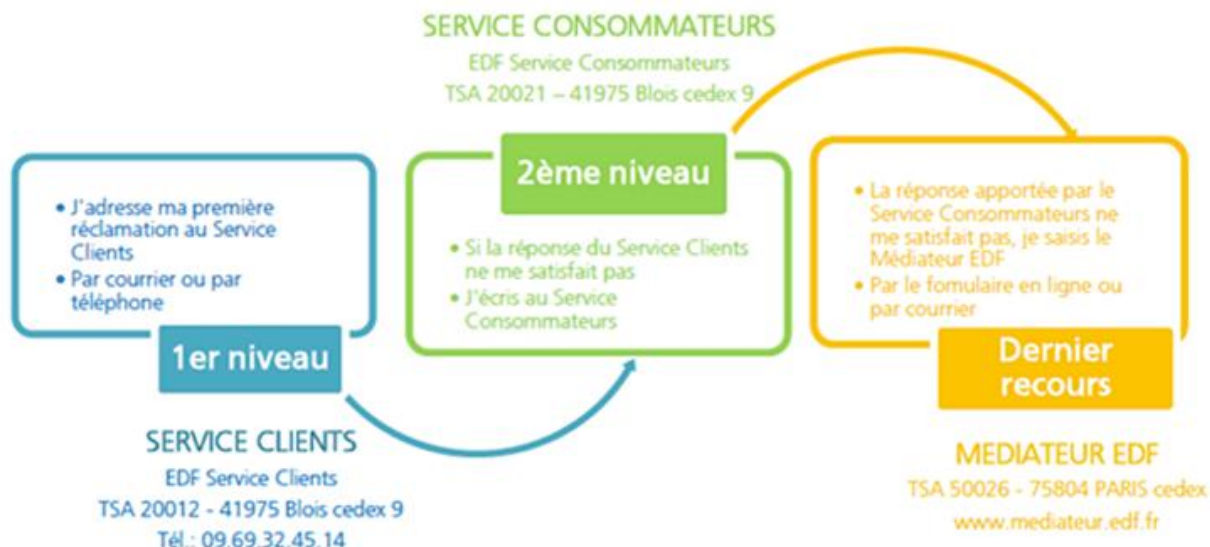 SERVICE CONSOMMATEURS
EDF Service Consommateurs
TSA 20021 – 41975 Blois cedex 9
• J'adresse ma première
réclamation au Service
Clients
• Par courrier ou par
téléphone
1er niveau
SERVICE CLIENTS
EDF Service Clients
TSA 20012 - 41975 Blois cedex 9
Tél.: 09.69.32.45.14
2ème niveau
• Si la réponse du Service Clients
ne me satisfait pas
• J'écris au Service
Consommateurs
• La réponse apportée par le
Service Consommateurs ne
me satisfait pas, je saisis le
Médiateur EDF
• Par le fomulaire en ligne ou
par courrier
Dernier
recours
MEDIATEUR EDF
TSA 50026 - 75804 PARIS cedex
www.mediateur.edf.fr